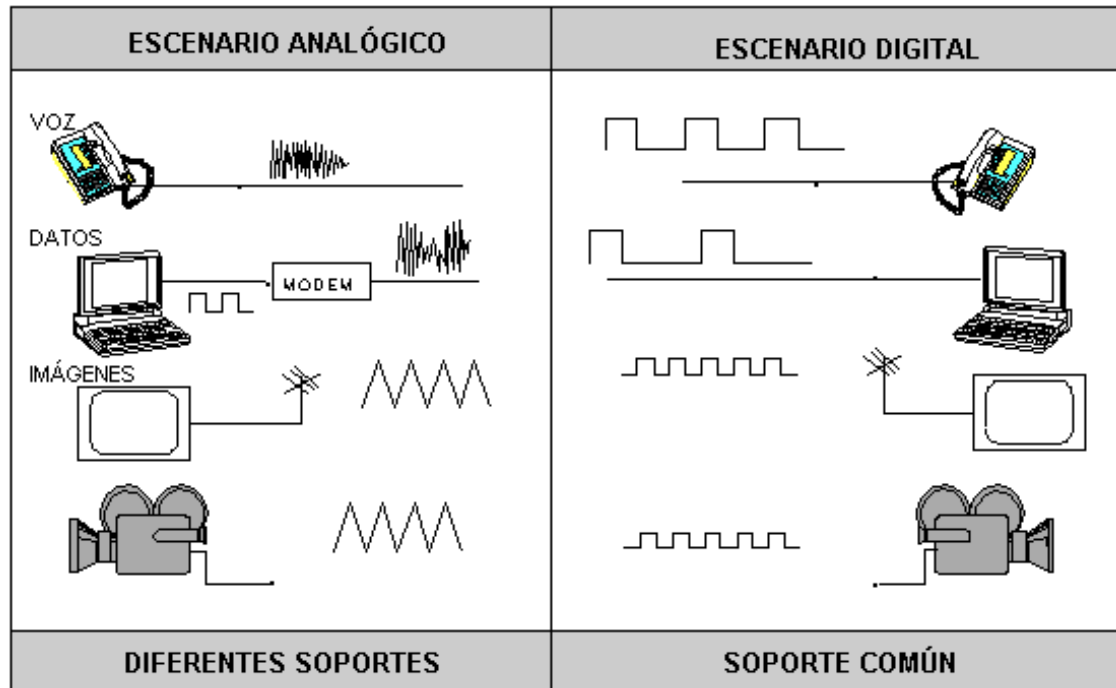 ESCENARIO ANALÓGICO
ESCENARIO DIGITAL
VOZ
DATOS
MODEM
IMÁGENES
DIFERENTES SOPORTES
SOPORTE COMÚN